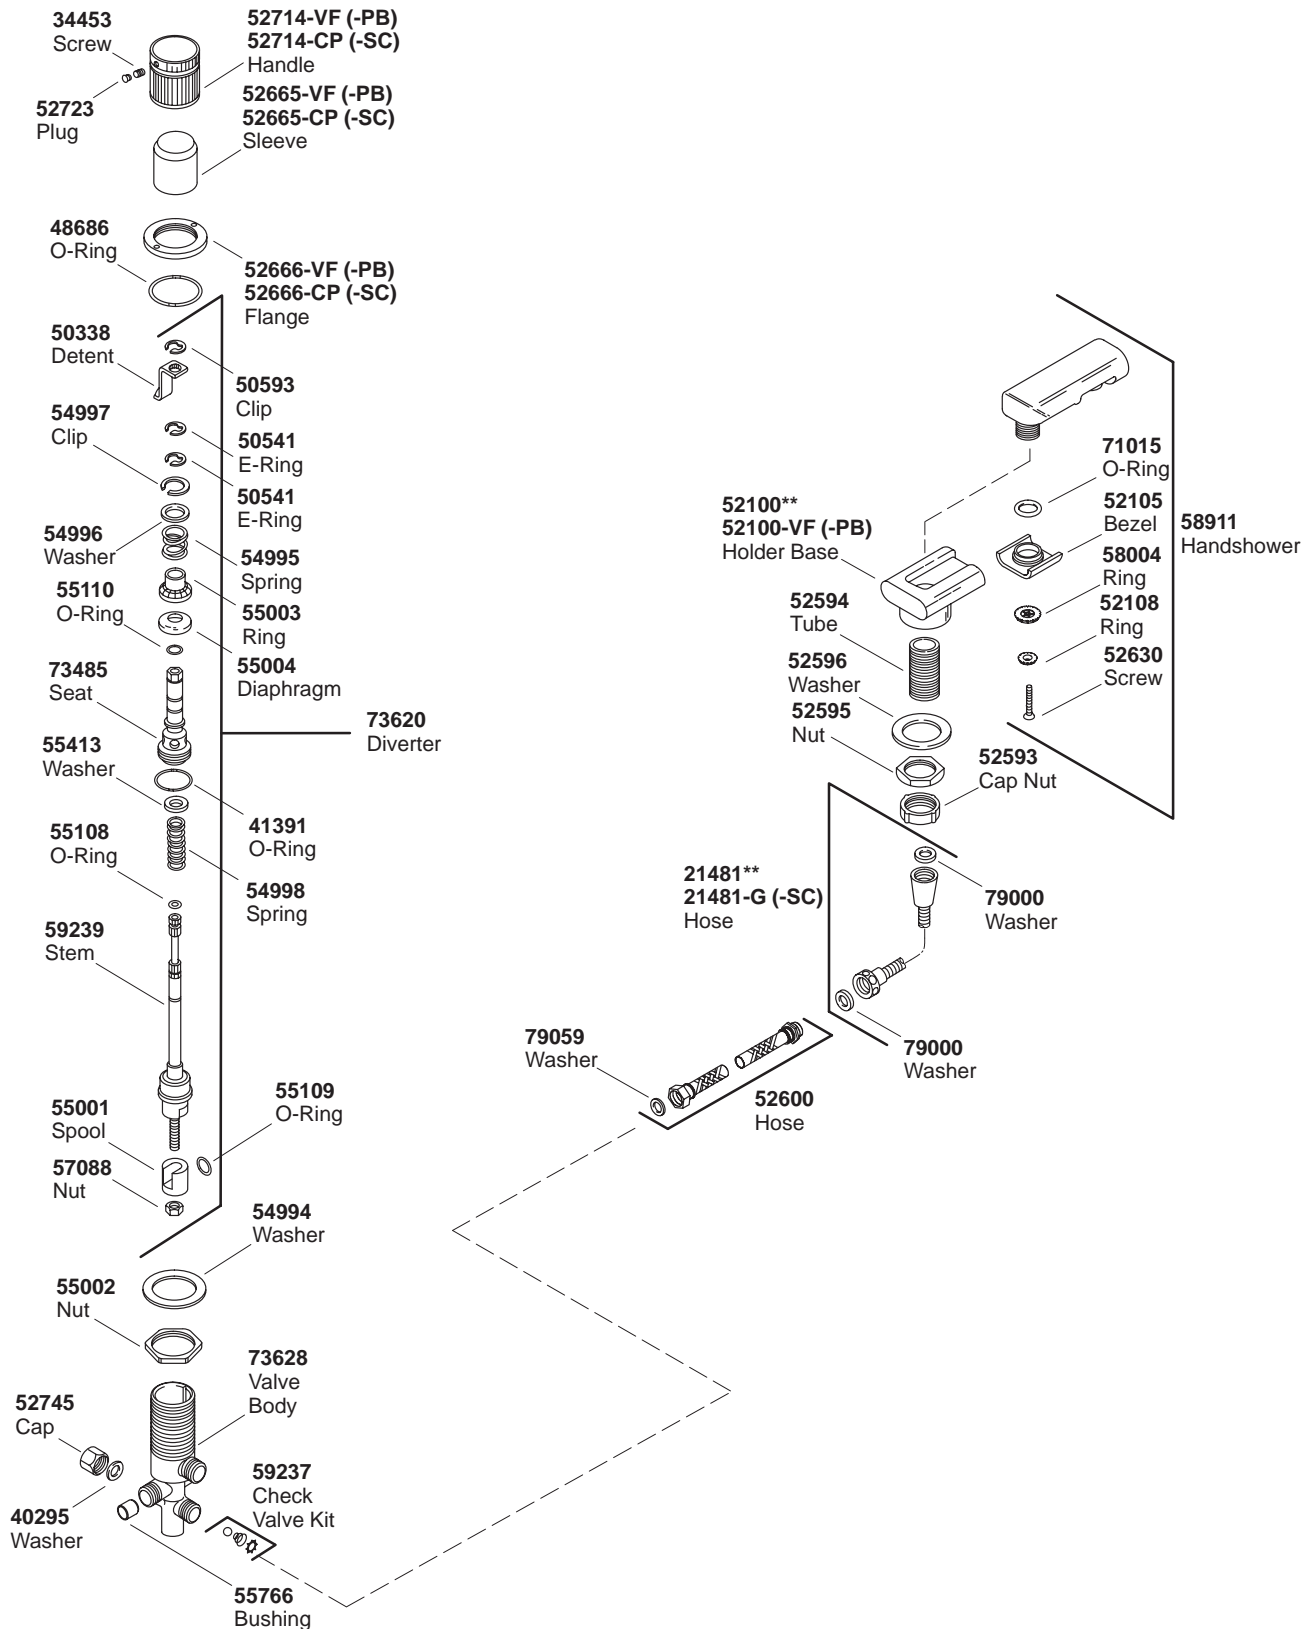 34453
Screw
52714-VF (-PB)
52714-CP (-SC)
Handle
52723
Plug
52665-VF (-PB)
52665-CP (-SC)
Sleeve
48686
O-Ring
52666-VF (-PB)
52666-CP (-SC)
Flange
50338
Detent
50593
Clip
54997
Clip
50541
E-Ring
50541
E-Ring
54996
Washer
54995
Spring
55110
O-Ring
55003
Ring
55004
Diaphragm
73485
Seat
73620
Diverter
55413
Washer
41391
O-Ring
55108
O-Ring
54998
Spring
59239
Stem
55109
O-Ring
55001
Spool
57088
Nut
54994
Washer
55002
Nut
73628
Valve
Body
52745
Cap
59237
Check
Valve Kit
40295
Washer
55766
Bushing
71015
O-Ring
52100**
52100-VF (-PB)
Holder Base
52105
Bezel
58911
Handshower
58004
Ring
52594
Tube
52108
Ring
52596
Washer
52630
Screw
52595
Nut
52593
Cap Nut
21481**
21481-G (-SC)
Hose
79000
Washer
79059
Washer
79000
Washer
52600
Hose